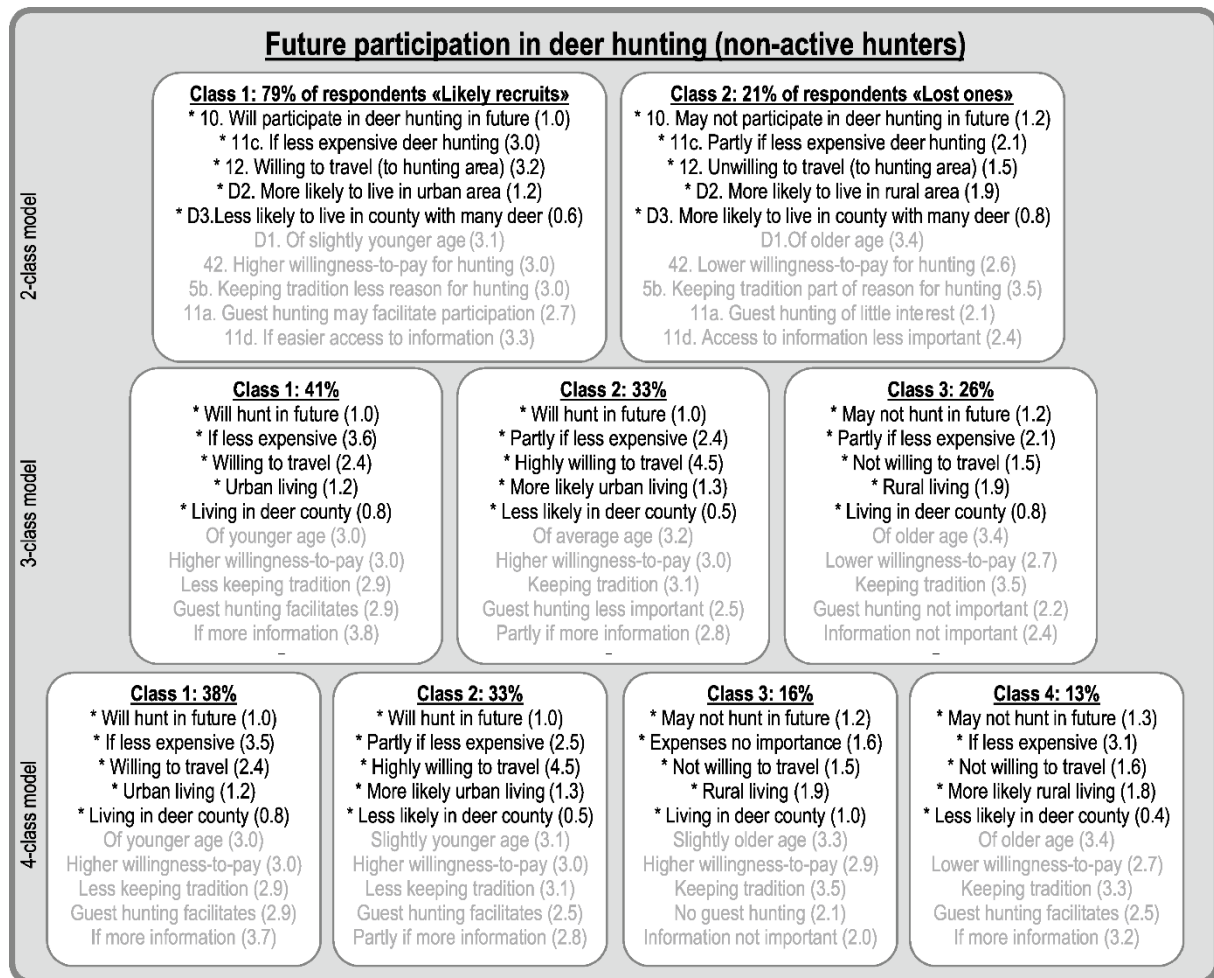 Future participation in deer hunting (non-active hunters)
2-class model
Class 1: 79% of respondents «Likely recruits»
* 10. Will participate in deer hunting in future (1.0)
* 11c. If less expensive deer hunting (3.0)
* 12. Willing to travel (to hunting area) (3.2)
* D2. More likely to live in urban area (1.2)
* D3.Less likely to live in county with many deer (0.6)
D1. Of slightly younger age (3.1)
42. Higher willingness-to-pay for hunting (3.0)
5b. Keeping tradition less reason for hunting (3.0)
11a. Guest hunting may facilitate participation (2.7)
11d. If easier access to information (3.3)
Class 2: 21% of respondents «Lost ones»
* 10. May not participate in deer hunting in future (1.2)
* 11c. Partly if less expensive deer hunting (2.1)
* 12. Unwilling to travel (to hunting area) (1.5)
* D2. More likely to live in rural area (1.9)
* D3. More likely to live in county with many deer (0.8)
D1.Of older age (3.4)
42. Lower willingness-to-pay for hunting (2.6)
5b. Keeping tradition part of reason for hunting (3.5)
11a. Guest hunting of little interest (2.1)
11d. Access to information less important (2.4)
3-class model
Class 1: 41%
* Will hunt in future (1.0)
* If less expensive (3.6)
* Willing to travel (2.4)
* Urban living (1.2)
* Living in deer county (0.8)
Of younger age (3.0)
Higher willingness-to-pay (3.0)
Less keeping tradition (2.9)
Guest hunting facilitates (2.9)
If more information (3.8)
–
Class 2: 33%
* Will hunt in future (1.0)
* Partly if less expensive (2.4)
* Highly willing to travel (4.5)
* More likely urban living (1.3)
* Less likely in deer county (0.5)
Of average age (3.2)
Higher willingness-to-pay (3.0)
Keeping tradition (3.1)
Guest hunting less important (2.5)
Partly if more information (2.8)
–
Class 3: 26%
* May not hunt in future (1.2)
* Partly if less expensive (2.1)
* Not willing to travel (1.5)
* Rural living (1.9)
* Living in deer county (0.8)
Of older age (3.4)
Lower willingness-to-pay (2.7)
Keeping tradition (3.5)
Guest hunting not important (2.2)
Information not important (2.4)
–
4-class model
Class 1: 38%
* Will hunt in future (1.0)
* If less expensive (3.5)
* Willing to travel (2.4)
* Urban living (1.2)
* Living in deer county (0.8)
Of younger age (3.0)
Higher willingness-to-pay (3.0)
Less keeping tradition (2.9)
Guest hunting facilitates (2.9)
If more information (3.7)
Class 2: 33%
* Will hunt in future (1.0)
* Partly if less expensive (2.5)
* Highly willing to travel (4.5)
* More likely urban living (1.3)
* Less likely in deer county (0.5)
Slightly younger age (3.1)
Higher willingness-to-pay (3.0)
Less keeping tradition (3.1)
Guest hunting facilitates (2.5)
Partly if more information (2.8)
Class 3: 16%
* May not hunt in future (1.2)
* Expenses no importance (1.6)
* Not willing to travel (1.5)
* Rural living (1.9)
* Living in deer county (1.0)
Slightly older age (3.3)
Higher willingness-to-pay (2.9)
Keeping tradition (3.5)
No guest hunting (2.1)
Information not important (2.0)
Class 4: 13%
* May not hunt in future (1.3)
* If less expensive (3.1)
* Not willing to travel (1.6)
* More likely rural living (1.8)
* Less likely in deer county (0.4)
Of older age (3.4)
Lower willingness-to-pay (2.7)
Keeping tradition (3.3)
Guest hunting facilitates (2.5)
If more information (3.2)